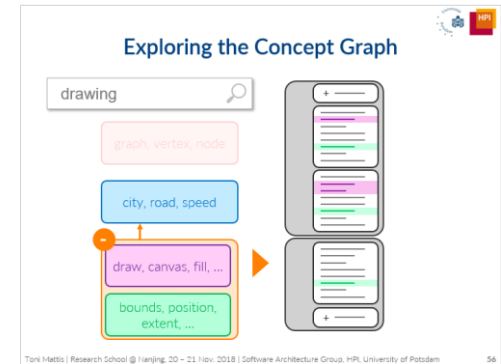 HPI
Exploring the Concept Graph
drawing
graph, vertex, node
city, road, speed
-
draw, canvas, fill, ...
bounds, position,
extent, ...
+
+
Toni Mattis | Research School @ Nanjing, 20 – 21 Nov. 2018 | Software Architecture Group, HPI, University of Potsdam 56